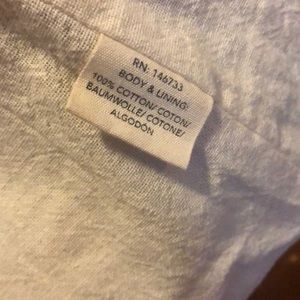 RN: 146733
BODY & LINING:
100% COTTON/ COTON/
BAUMWOLLE/ COTONE/
ALGODÓN